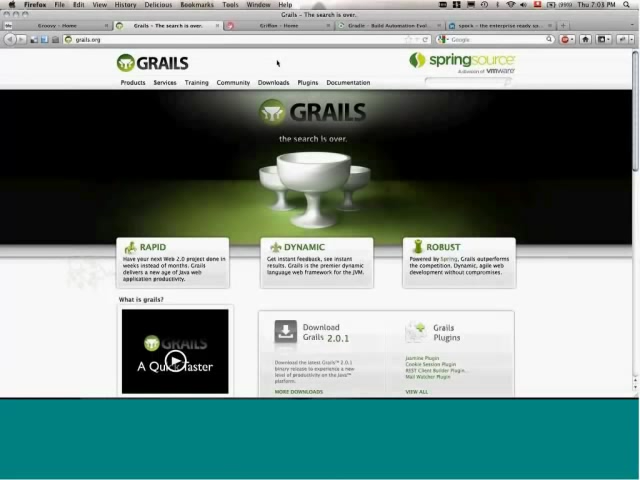 Firefox File Edit View History Delicious Bookmarks Tools Window Help Thu 7:03 PM
Grails - The search is over.
Groovy - Home Grails - The search is over. Griffon - Home Gradle - Build Automation Evol... spock - the enterprise ready sp...
grails.org Google
GRAILS springsource
A division of vmware
Products Services Training Community Downloads Plugins Documentation
GRAILS
the search is over.
RAPID
Have your next Web 2.0 project done in
weeks instead of months. Grails
delivers a new age of Java web
application productivity.
DYNAMIC
Get instant feedback, see instant
results. Grails is the premier dynamic
language web framework for the JVM.
ROBUST
Powered by Spring, Grails outperforms
the competition. Dynamic, agile web
development without compromises.
What is grails?
GRAILS
A Quick
Download
Grails 2.0.1
Download the latest Grails™ 2.0.1
binary release to experience a new
level of productivity on the Java™
platform.
MORE DOWNLOADS
Grails
Plugins
Jasmine Plugin
Cookie Session Plugin
REST Client Builder Plugin...
Mail Watcher Plugin
VIEW ALL